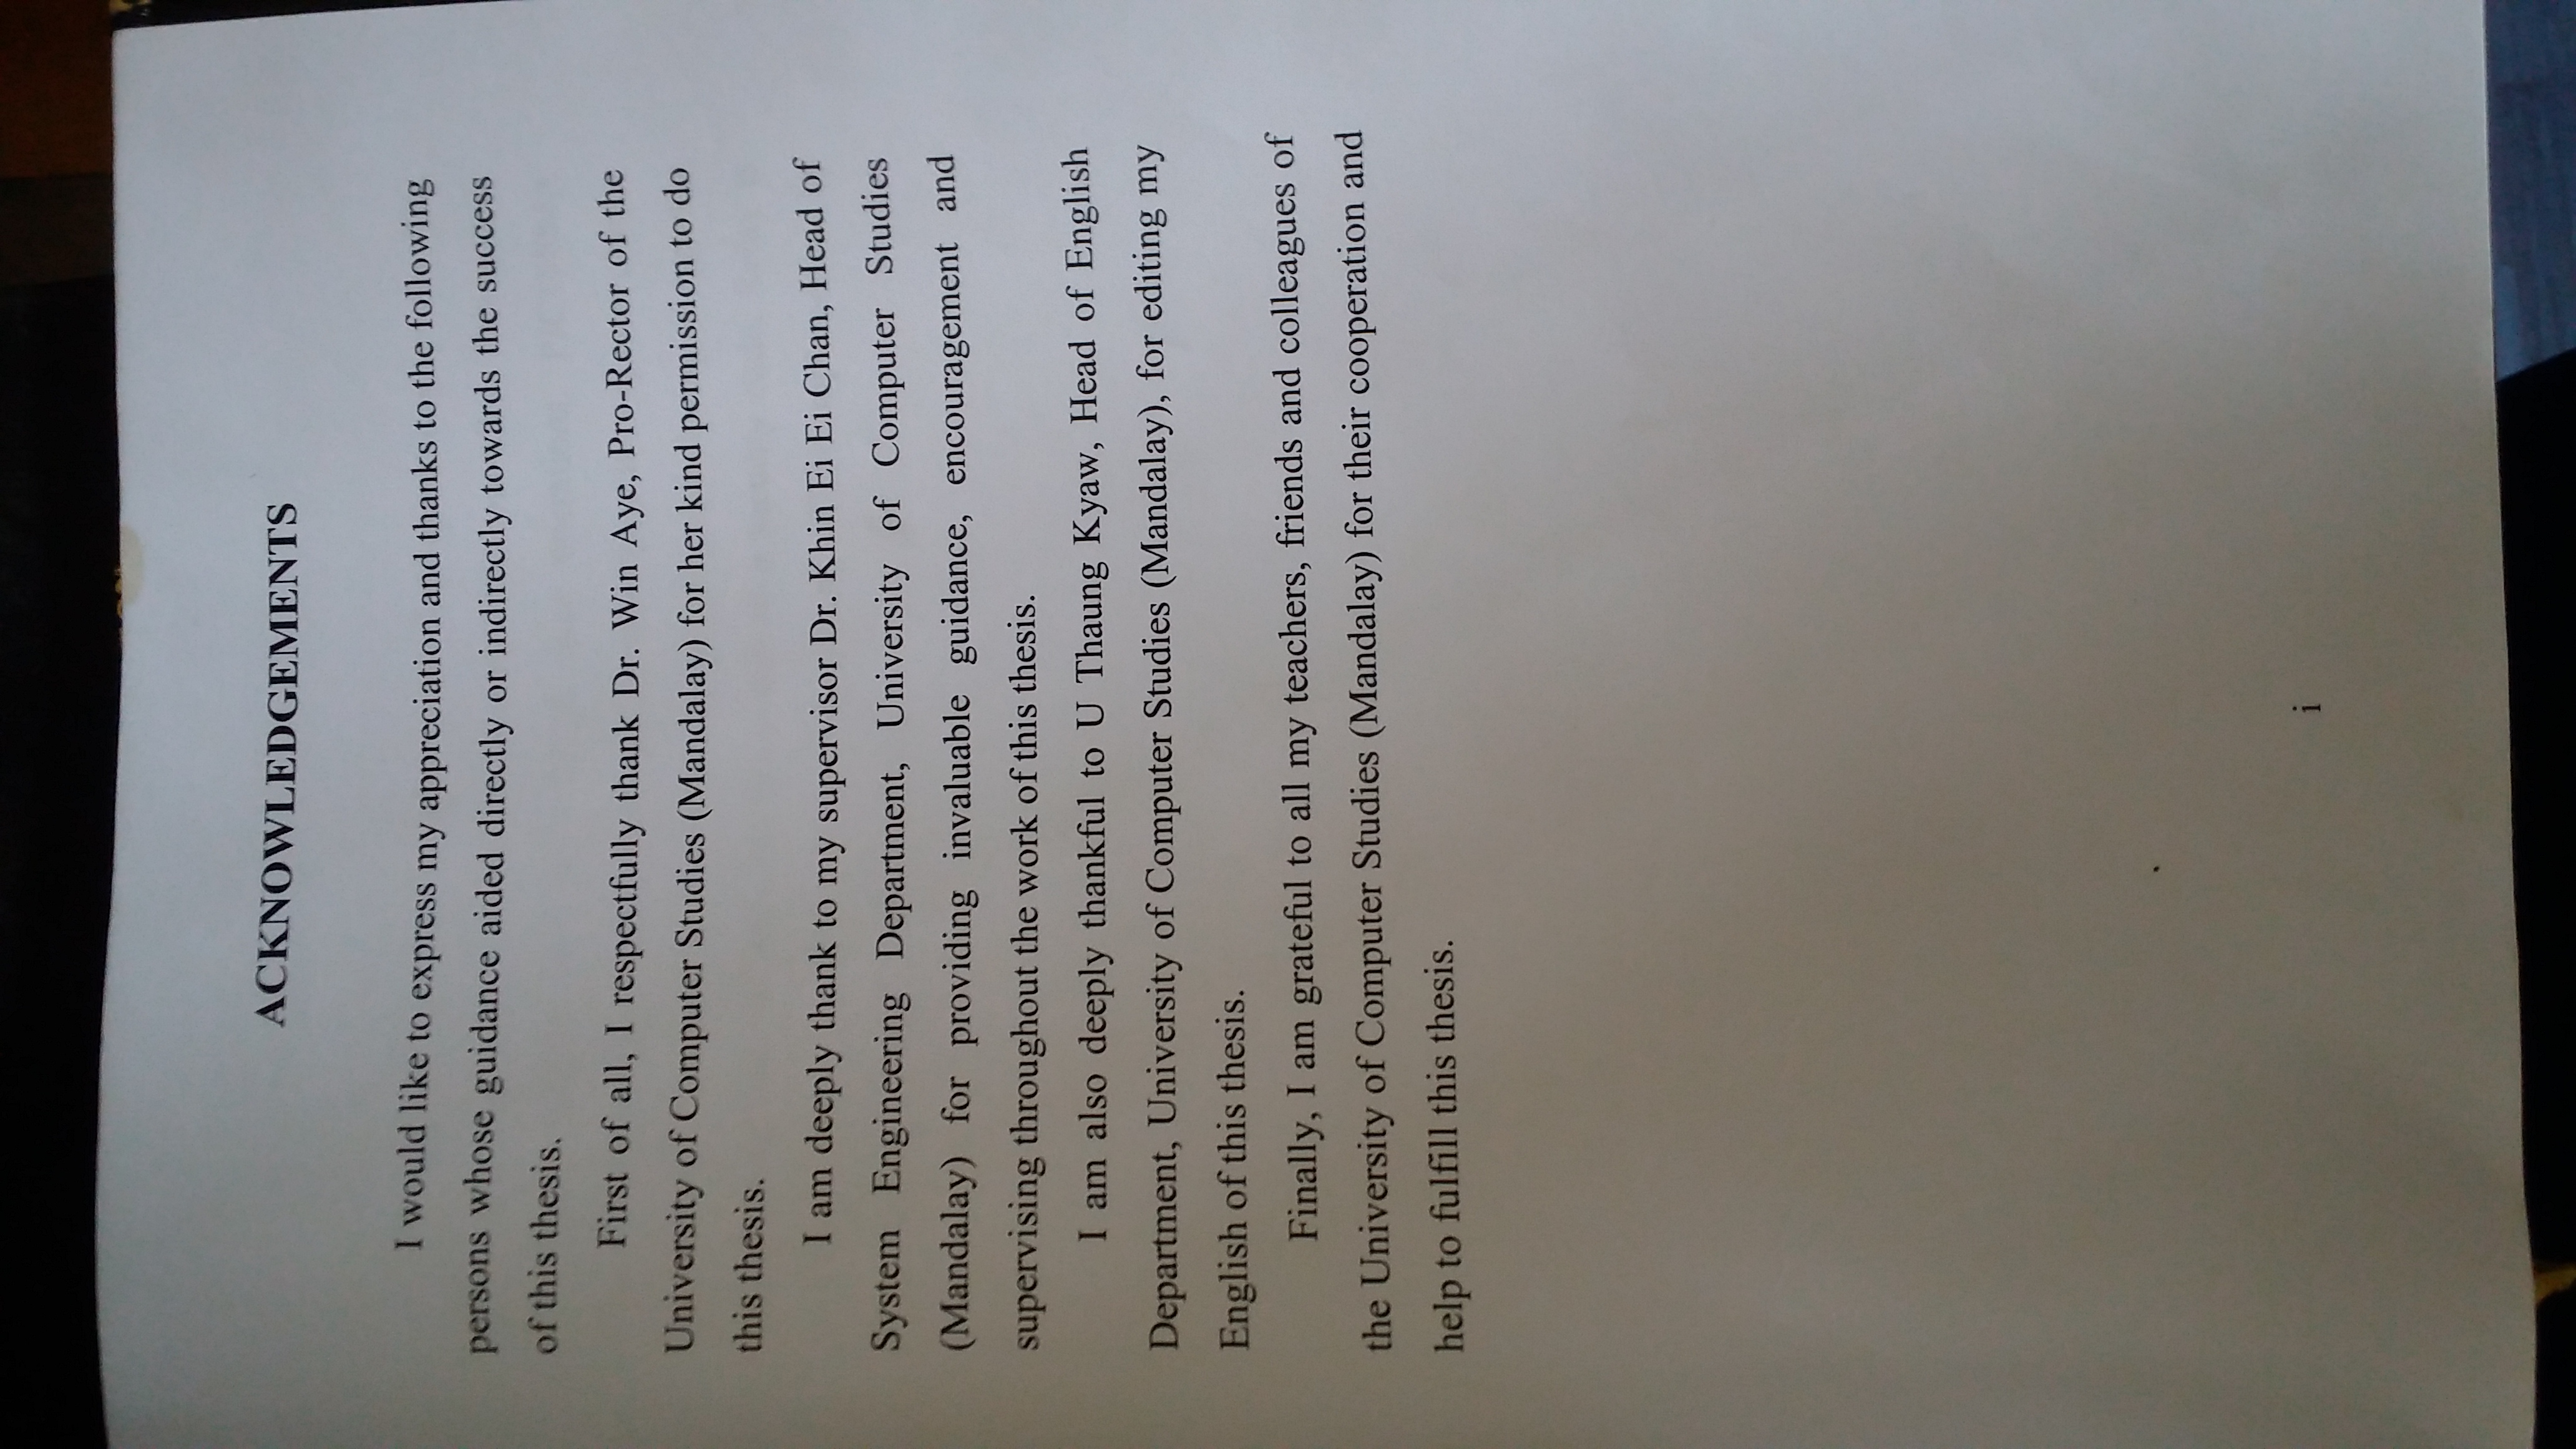 ACKNOWLEDGEMENTS
I would like to express my appreciation and thanks to the following
persons whose guidance aided directly or indirectly towards the success
of this thesis.
First of all, I respectfully thank Dr. Win Aye, Pro-Rector of the
University of Computer Studies (Mandalay) for her kind permission to do
this thesis.
I am deeply thank to my supervisor Dr. Khin Ei Ei Chan, Head of
System Engineering Department, University of Computer Studies
(Mandalay) for providing invaluable guidance, encouragement and
supervising throughout the work of this thesis.
I am also deeply thankful to U Thaung Kyaw, Head of English
Department, University of Computer Studies (Mandalay), for editing my
English of this thesis.
Finally, I am grateful to all my teachers, friends and colleagues of
the University of Computer Studies (Mandalay) for their cooperation and
help to fulfill this thesis.
i